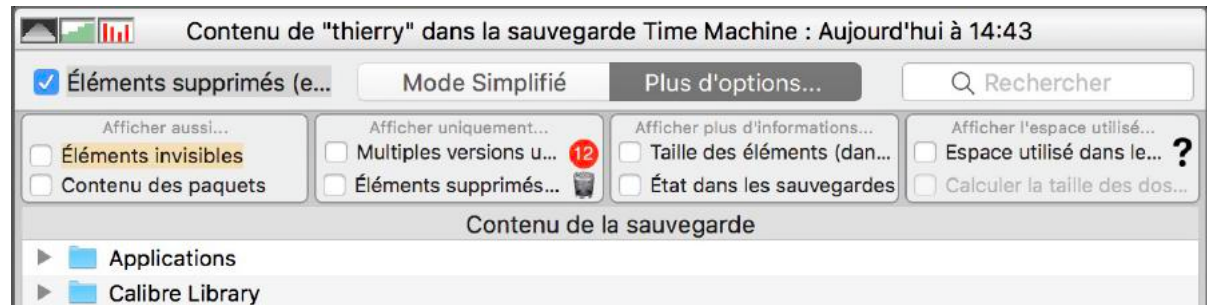 Contenu de "thierry" dans la sauvegarde Time Machine : Aujourd'hui à 14:43
Éléments supprimés (e... Mode Simplifié Plus d'options... Rechercher
Afficher aussi... Afficher uniquement... Afficher plus d'informations... Afficher l'espace utilisé...
Éléments invisibles Multiples versions u... 12 Taille des éléments (dan... Espace utilisé dans le... ?
Contenu des paquets Éléments supprimés... État dans les sauvegardes Calculer la taille des dos...
Contenu de la sauvegarde
Applications
Calibre Library